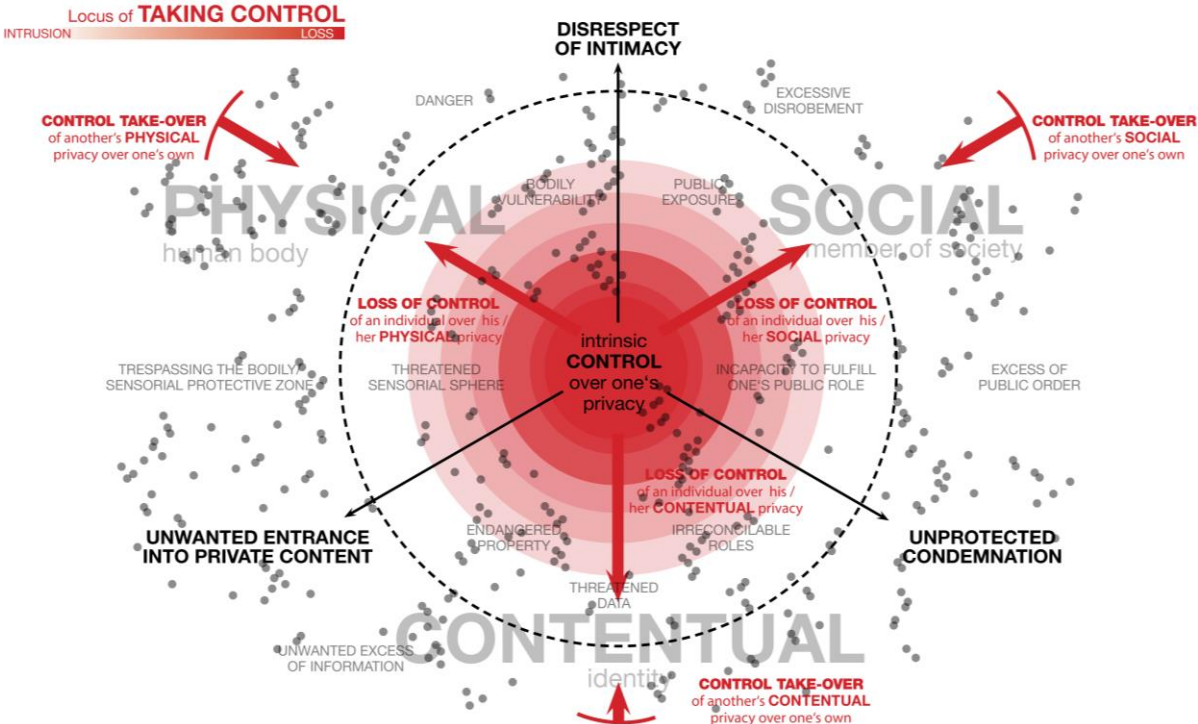 Locus of TAKING CONTROL
INTRUSION
LOSS
DISRESPECT
OF INTIMACY
DANGER
EXCESSIVE
DISROBEMENT
CONTROL TAKE-OVER
of another's PHYSICAL
privacy over one's own
CONTROL TAKE-OVER
of another's SOCIAL
privacy over one's own
BODILY
VULNERABILITY
PUBLIC
EXPOSURE
PHYSICAL
human body
SOCIAL
member of society
LOSS OF CONTROL
of an individual over his /
her PHYSICAL privacy
LOSS OF CONTROL
of an individual over his /
her SOCIAL privacy
intrinsic
CONTROL
over one's
privacy
TRESPASSING THE BODILY/
SENSORIAL PROTECTIVE ZONE
THREATENED
SENSORIAL SPHERE
INCAPACITY TO FULFILL
ONE'S PUBLIC ROLE
EXCESS OF
PUBLIC ORDER
LOSS OF CONTROL
of an individual over his /
her CONTENTUAL privacy
UNWANTED ENTRANCE
INTO PRIVATE CONTENT
ENDANGERED
PROPERTY
IRRECONCILABLE
ROLES
UNPROTECTED
CONDEMNATION
THREATENED
DATA
CONTENTUAL
identity
UNWANTED EXCESS
OF INFORMATION
CONTROL TAKE-OVER
of another's CONTENTUAL
privacy over one's own